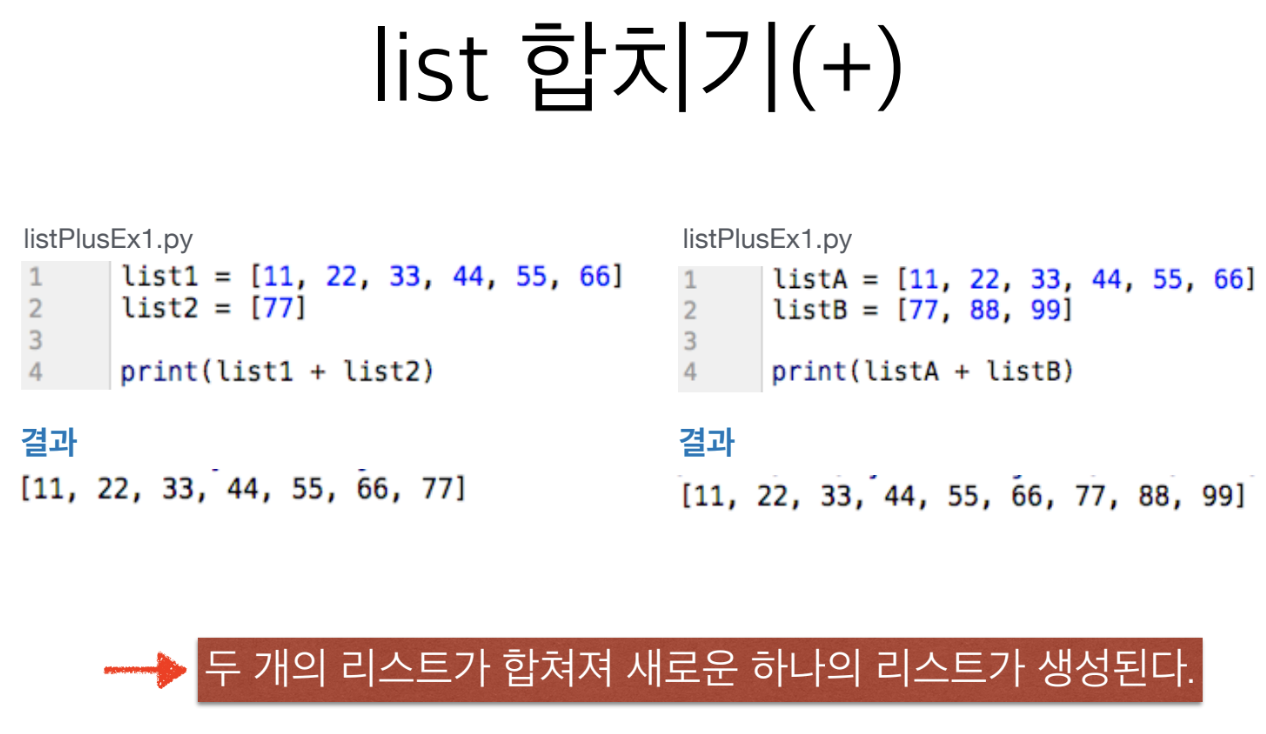 list 합치기(+)
listPlusEx1.py
1 list1 = [11, 22, 33, 44, 55, 66]
2 list2 = [77]
3
4 print(list1 + list2)
결과
[11, 22, 33, 44, 55, 66, 77]
listPlusEx1.py
1 listA = [11, 22, 33, 44, 55, 66]
2 listB = [77, 88, 99]
3
4 print(listA + listB)
결과
[11, 22, 33, 44, 55, 66, 77, 88, 99]
두 개의 리스트가 합쳐져 새로운 하나의 리스트가 생성된다.